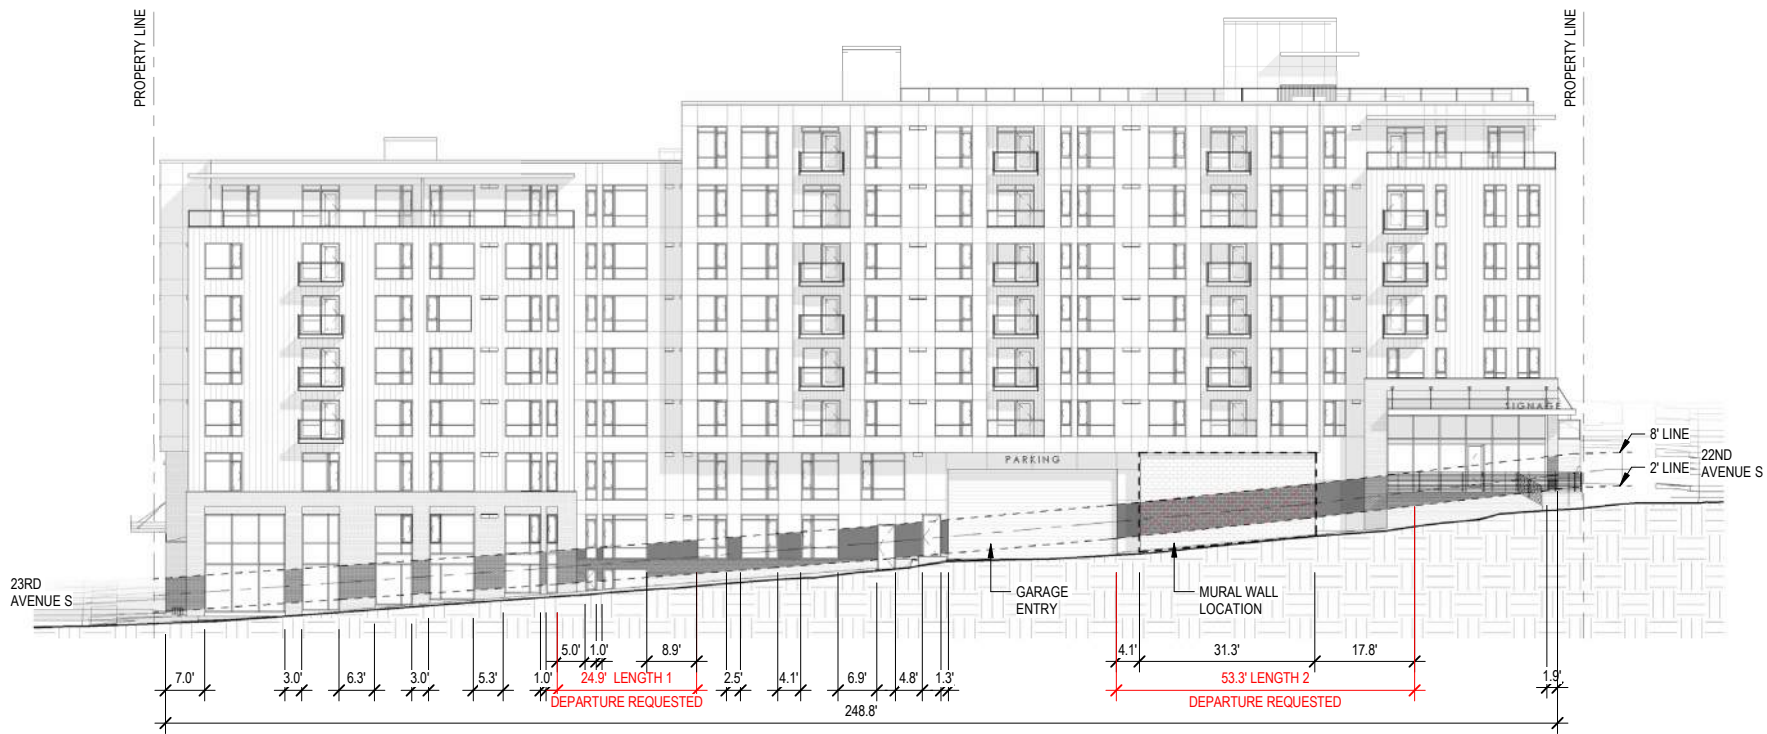 PROPERTY LINE
PROPERTY LINE
SIGNAGE
8' LINE
2' LINE
22ND
AVENUE S
PARKING
23RD
AVENUE S
GARAGE
ENTRY
MURAL WALL
LOCATION
5.0' 1.0' 8.9' 4.1' 31.3' 17.8'
7.0' 3.0' 6.3' 3.0' 5.3' 1.0' 24.9' LENGTH 1 2.5' 4.1' 6.9' 4.8' 1.3' 53.3' LENGTH 2 1.9'
DEPARTURE REQUESTED DEPARTURE REQUESTED
248.8'